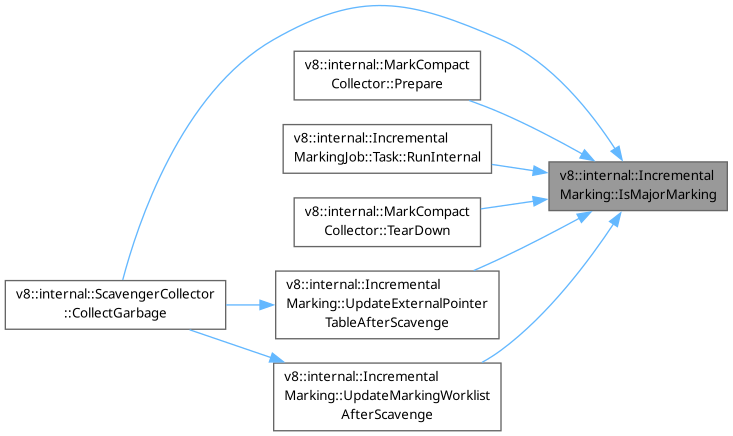 v8::internal::MarkCompact
Collector::Prepare
v8::internal::Incremental
MarkingJob::Task::RunInternal
v8::internal::Incremental
Marking::IsMajorMarking
v8::internal::MarkCompact
Collector::TearDown
v8::internal::ScavengerCollector
::CollectGarbage
v8::internal::Incremental
Marking::UpdateExternalPointer
TableAfterScavenge
v8::internal::Incremental
Marking::UpdateMarkingWorklist
AfterScavenge